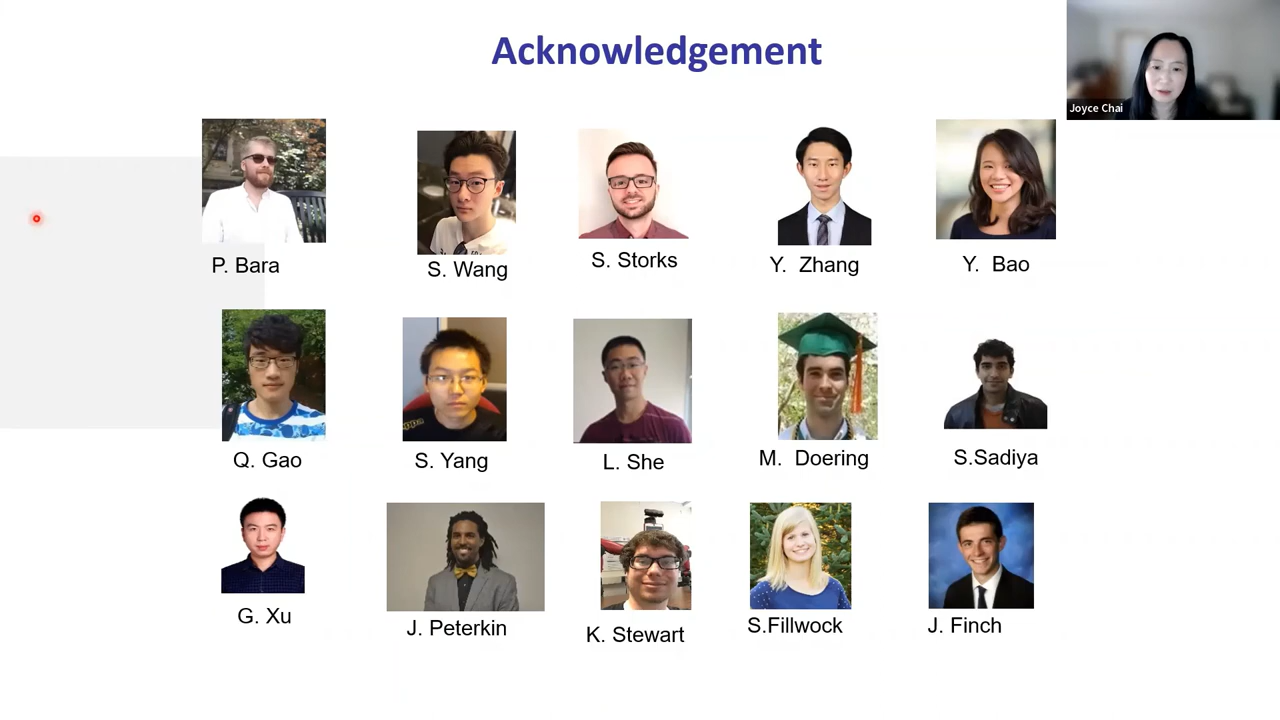 Acknowledgement
Joyce Chai
P. Bara
S. Wang
S. Storks
Y. Zhang
Y. Bao
Q. Gao
S. Yang
L. She
M. Doering
S.Sadiya
G. Xu
J. Peterkin
K. Stewart
S.Fillwock
J. Finch